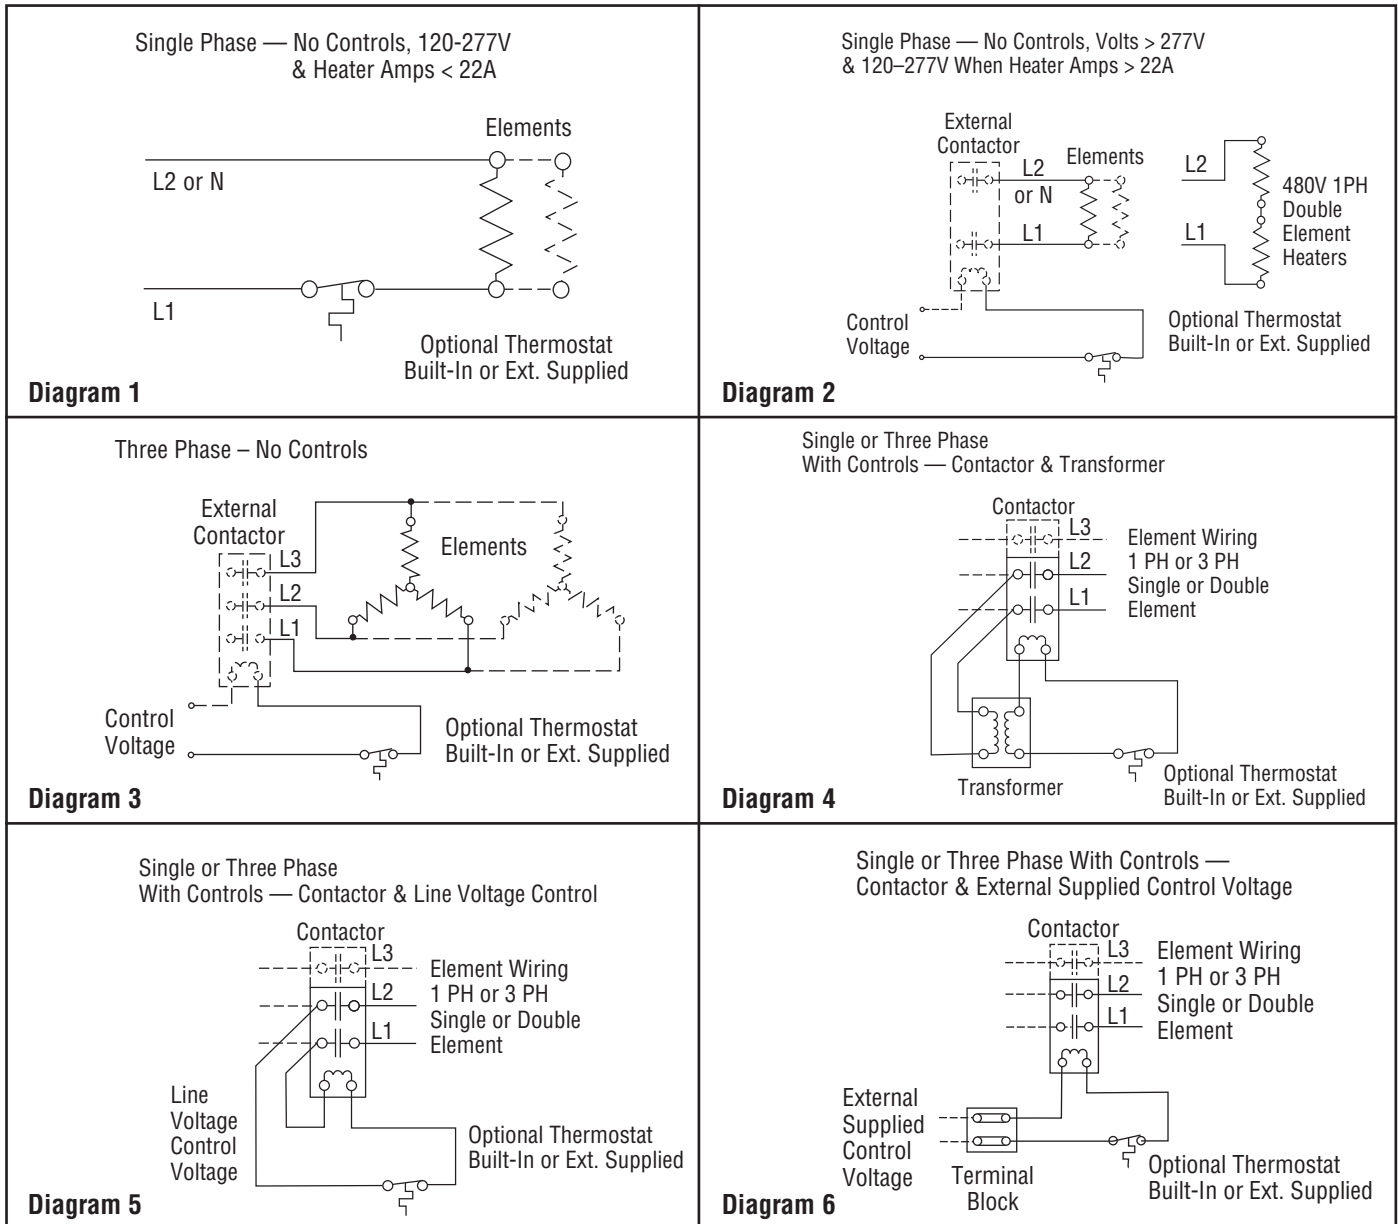 Single Phase — No Controls, 120-277V
& Heater Amps < 22A
Elements
L2 or N
L1
Optional Thermostat
Built-In or Ext. Supplied
Diagram 1
Single Phase — No Controls, Volts > 277V
& 120–277V When Heater Amps > 22A
External
Contactor
Elements
L2
or N
L1
L2
L1
480V 1PH
Double
Element
Heaters
Control
Voltage
Optional Thermostat
Built-In or Ext. Supplied
Diagram 2
Three Phase – No Controls
External
Contactor
L3
L2
L1
Elements
Control
Voltage
Optional Thermostat
Built-In or Ext. Supplied
Diagram 3
Single or Three Phase
With Controls — Contactor & Transformer
Contactor
L3
L2
L1
Element Wiring
1 PH or 3 PH
Single or Double
Element
Transformer
Optional Thermostat
Built-In or Ext. Supplied
Diagram 4
Single or Three Phase
With Controls — Contactor & Line Voltage Control
Contactor
L3
L2
L1
Element Wiring
1 PH or 3 PH
Single or Double
Element
Line
Voltage
Control
Voltage
Optional Thermostat
Built-In or Ext. Supplied
Diagram 5
Single or Three Phase With Controls —
Contactor & External Supplied Control Voltage
Contactor
L3
L2
L1
Element Wiring
1 PH or 3 PH
Single or Double
Element
External
Supplied
Control
Voltage
Terminal
Block
Optional Thermostat
Built-In or Ext. Supplied
Diagram 6